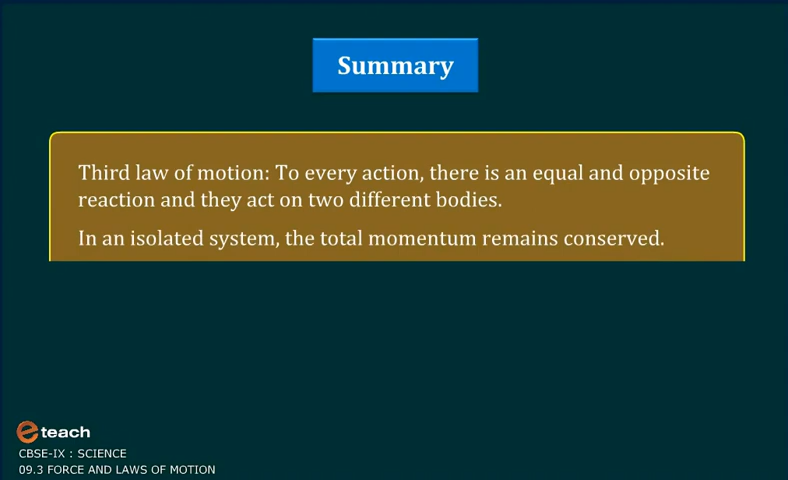 Summary
Third law of motion: To every action, there is an equal and opposite
reaction and they act on two different bodies.
In an isolated system, the total momentum remains conserved.
e teach
CBSE-IX : SCIENCE
09.3 FORCE AND LAWS OF MOTION